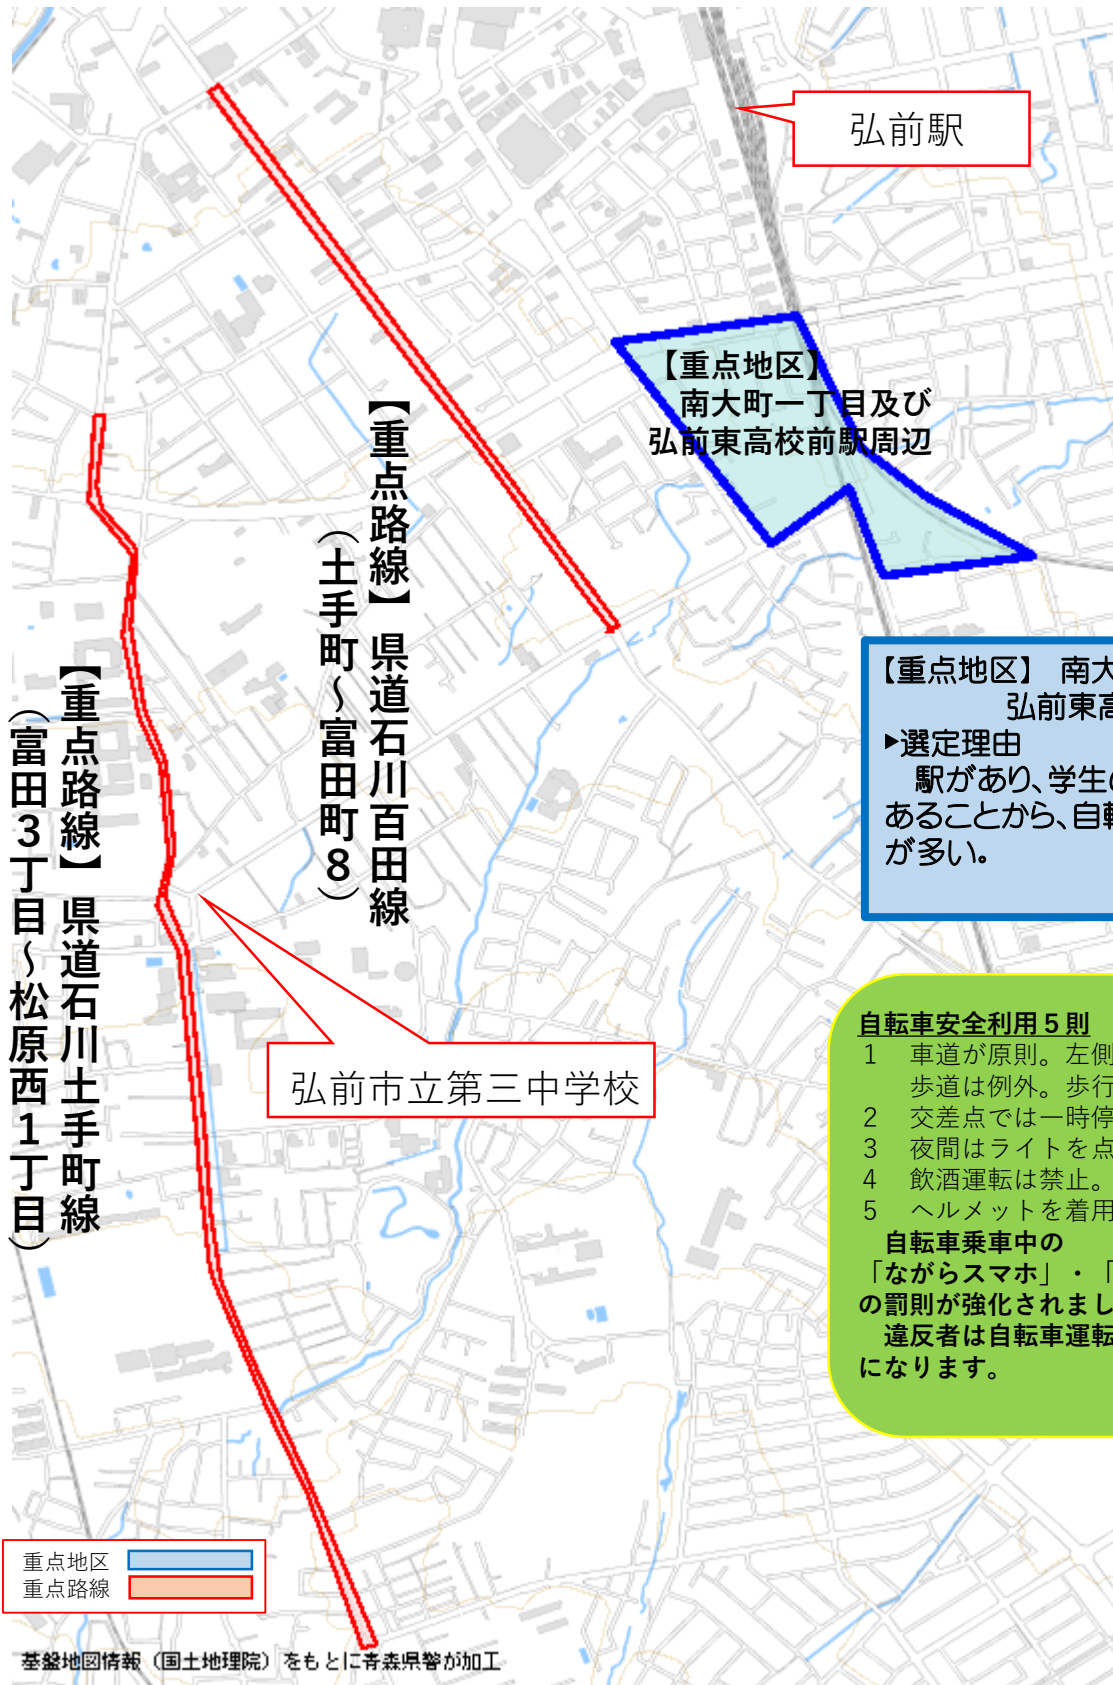 弘前駅
【重点地区】
南大町一丁目及び
弘前東高校前駅周辺
【重点路線】 県道石川百田線
（土手町～富田町８）
【重点路線】 県道石川土手町線
（富田３丁目～松原西１丁目）
弘前市立第三中学校
【重点地区】 南大
弘前東高
▶選定理由
駅があり、学生の
あることから、自転
が多い。
自転車安全利用５則
1 車道が原則。左側
歩道は例外。歩行
2 交差点では一時停
3 夜間はライトを点
4 飲酒運転は禁止。
5 ヘルメットを着用
自転車乗車中の
「ながらスマホ」・「
の罰則が強化されまし
違反者は自転車運転
になります。
重点地区
重点路線
基盤地図情報（国土地理院）をもとに青森県警が加工